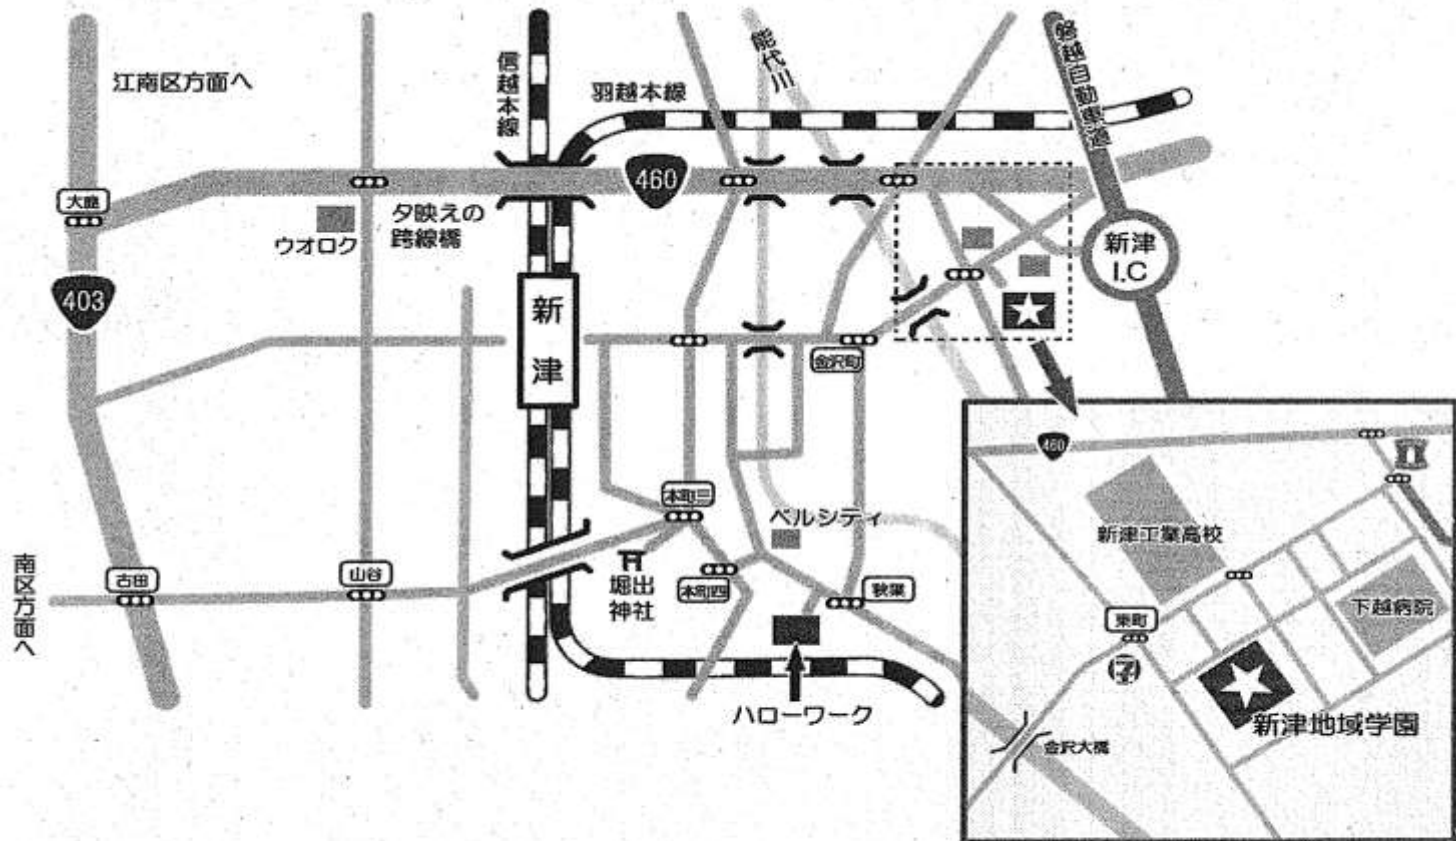 江南区方面へ
信越本線
羽越本線
能代川
磐越自動車道
大鹿
460
ウオロク
夕映えの
跨線橋
新津
I.C
403
新津
金沢町
本町三
ベルシティ
南区方面へ
古田
山谷
堀出
神社
本町四
秋葉
ハローワーク
460
新津工業高校
下越病院
東町
新津地域学園
金沢大橋